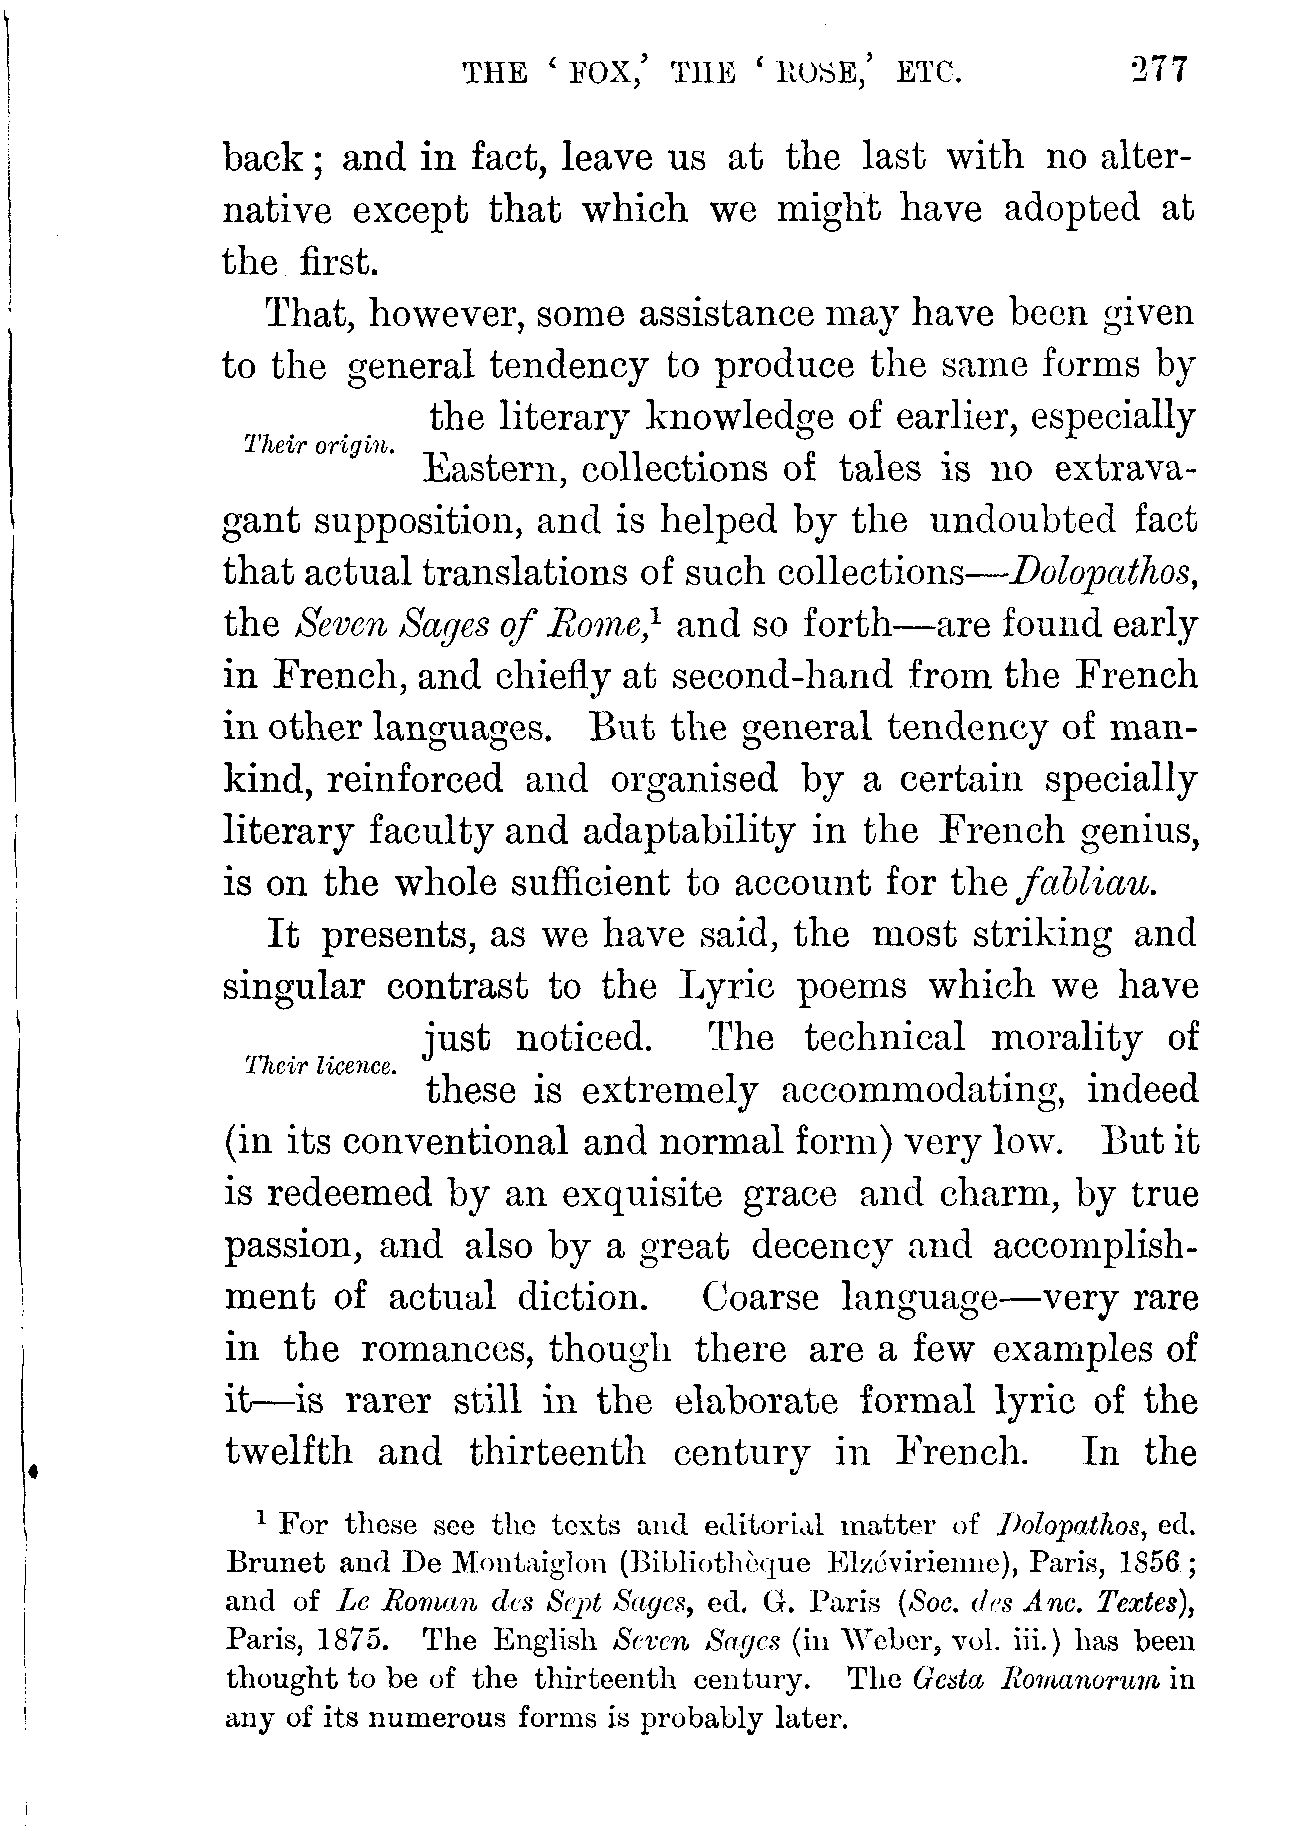 THE ‘ FOX,’ THE ‘ ROSE,’ ETC. 277
back ; and in fact, leave us at the last with no alter-
native except that which we might have adopted at
the first.
That, however, some assistance may have been given
to the general tendency to produce the same forms by
the literary knowledge of earlier, especially
Their origin.
Eastern, collections of tales is no extrava-
gant supposition, and is helped by the undoubted fact
that actual translations of such collections—Dolopathos,
the Seven Sages of Rome,¹ and so forth—are found early
in French, and chiefly at second-hand from the French
in other languages. But the general tendency of man-
kind, reinforced and organised by a certain specially
literary faculty and adaptability in the French genius,
is on the whole sufficient to account for the fabliau.
It presents, as we have said, the most striking and
singular contrast to the Lyric poems which we have
just noticed. The technical morality of
Their licence.
these is extremely accommodating, indeed
(in its conventional and normal form) very low. But it
is redeemed by an exquisite grace and charm, by true
passion, and also by a great decency and accomplish-
ment of actual diction. Coarse language—very rare
in the romances, though there are a few examples of
it—is rarer still in the elaborate formal lyric of the
twelfth and thirteenth century in French. In the
¹ For these see the texts and editorial matter of Dolopathos, ed.
Brunet and De Montaiglon (Bibliothèque Elzévirienne), Paris, 1856 ;
and of Le Roman des Sept Sages, ed. G. Paris (Soc. des Anc. Textes),
Paris, 1875. The English Seven Sages (in Weber, vol. iii.) has been
thought to be of the thirteenth century. The Gesta Romanorum in
any of its numerous forms is probably later.